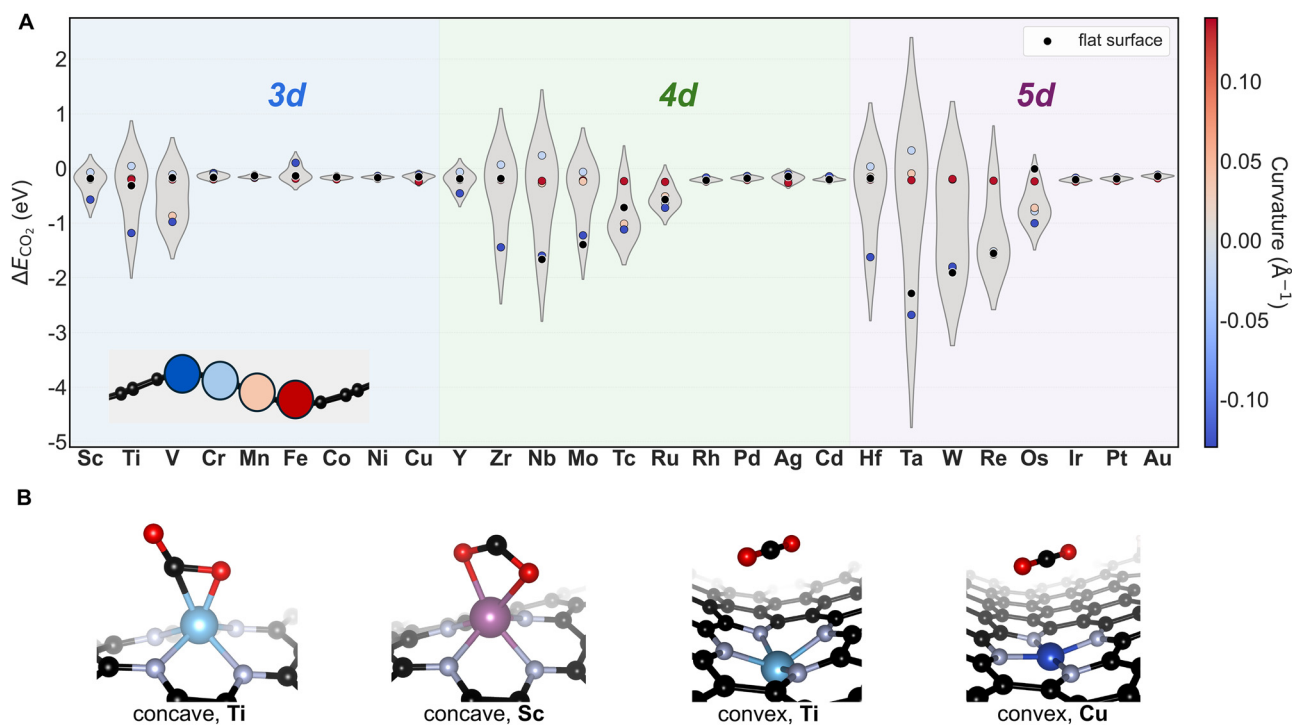 A
flat surface
3d
4d
5d
2
1
0
-1
-2
-3
-4
-5
ΔE_CO₂ (eV)
Sc Ti V Cr Mn Fe Co Ni Cu Y Zr Nb Mo Tc Ru Rh Pd Ag Cd Hf Ta W Re Os Ir Pt Au
0.10
0.05
0.00
-0.05
-0.10
Curvature (Å⁻¹)
B
concave, Ti
concave, Sc
convex, Ti
convex, Cu